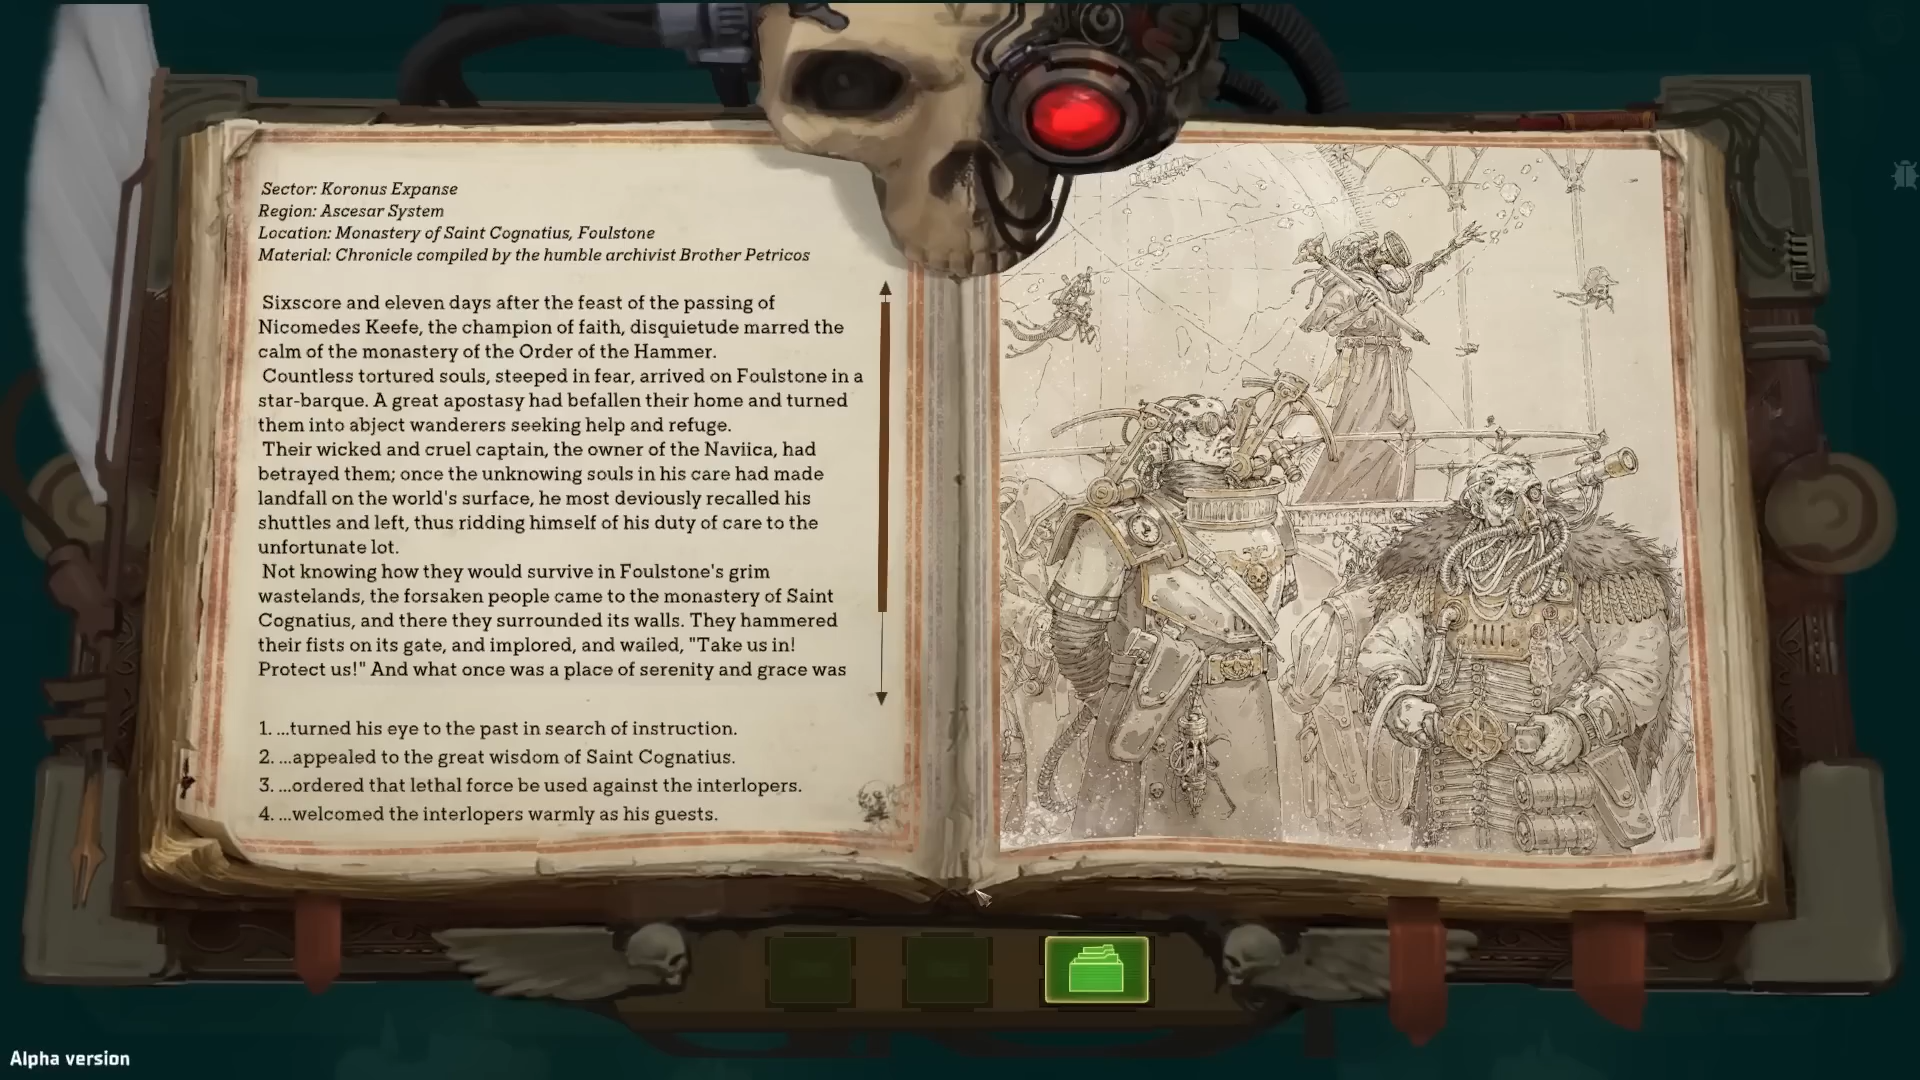 Sector: Koronus Expanse
Region: Ascesar System
Location: Monastery of Saint Cognatius, Foulstone
Material: Chronicle compiled by the humble archivist Brother Petricos
Sixscore and eleven days after the feast of the passing of
Nicomedes Keefe, the champion of faith, disquietude marred the
calm of the monastery of the Order of the Hammer.
Countless tortured souls, steeped in fear, arrived on Foulstone in a
star-barque. A great apostasy had befallen their home and turned
them into abject wanderers seeking help and refuge.
Their wicked and cruel captain, the owner of the Naviica, had
betrayed them; once the unknowing souls in his care had made
landfall on the world's surface, he most deviously recalled his
shuttles and left, thus ridding himself of his duty of care to the
unfortunate lot.
Not knowing how they would survive in Foulstone's grim
wastelands, the forsaken people came to the monastery of Saint
Cognatius, and there they surrounded its walls. They hammered
their fists on its gate, and implored, and wailed, "Take us in!
Protect us!" And what once was a place of serenity and grace was
1. ...turned his eye to the past in search of instruction.
2. ...appealed to the great wisdom of Saint Cognatius.
3. ...ordered that lethal force be used against the interlopers.
4. ...welcomed the interlopers warmly as his guests.
Alpha version